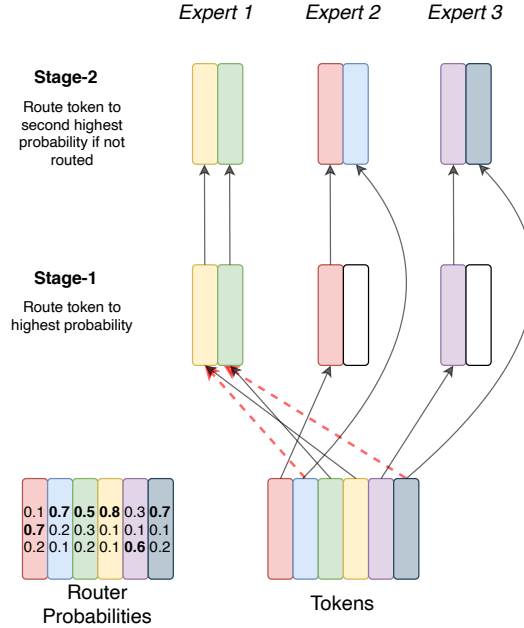 Expert 1 Expert 2 Expert 3
Stage-2
Route token to
second highest
probability if not
routed
Stage-1
Route token to
highest probability
0.1 0.7 0.5 0.8 0.3 0.7
0.7 0.2 0.3 0.1 0.1 0.1
0.2 0.1 0.2 0.1 0.6 0.2
Router
Probabilities
Tokens